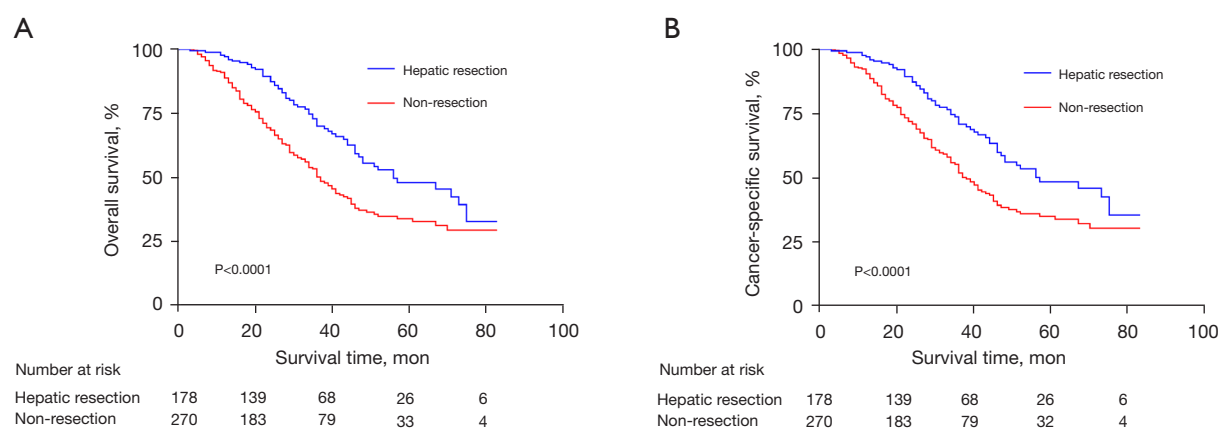 A
Overall survival, %
100
75
50
25
0
Hepatic resection
Non-resection
P<0.0001
0 20 40 60 80 100
Survival time, mon
Number at risk
Hepatic resection 178 139 68 26 6
Non-resection 270 183 79 33 4
B
Cancer-specific survival, %
100
75
50
25
0
Hepatic resection
Non-resection
P<0.0001
0 20 40 60 80 100
Survival time, mon
Number at risk
Hepatic resection 178 139 68 26 6
Non-resection 270 183 79 32 4